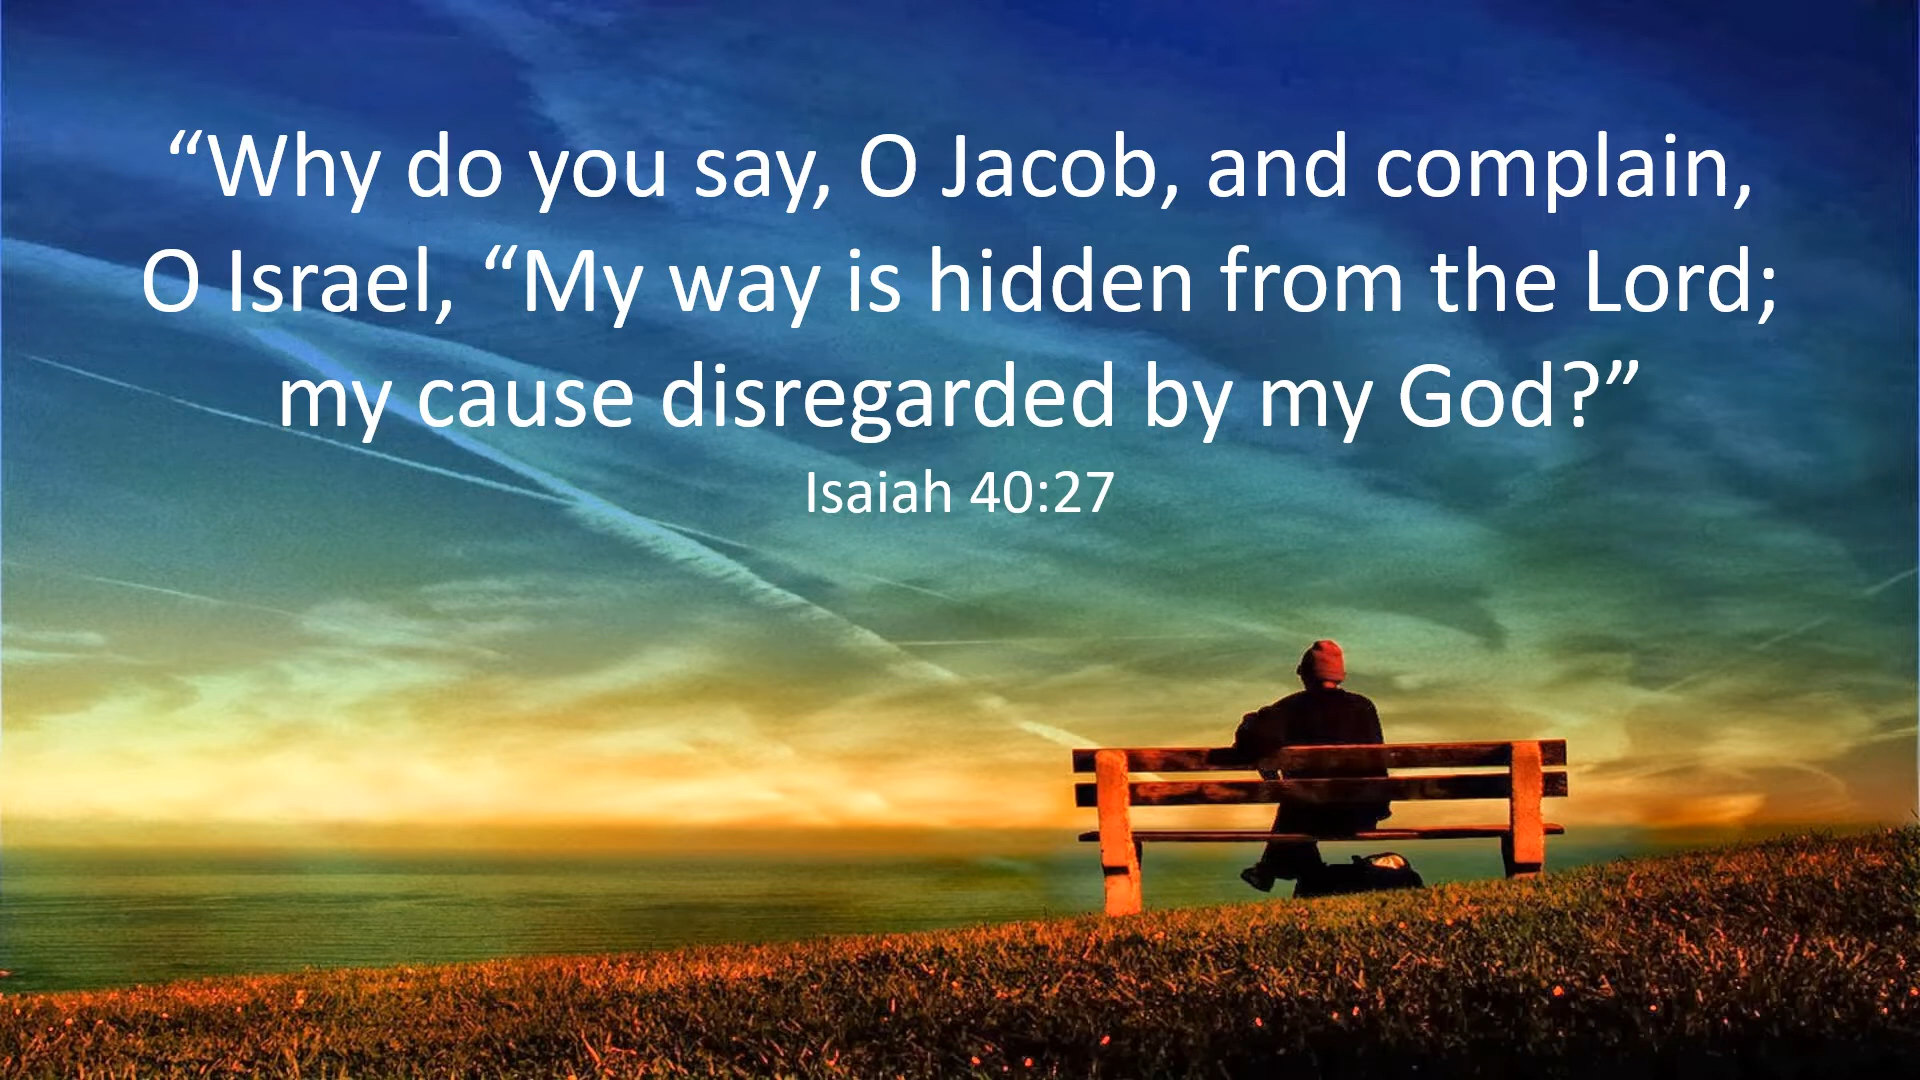 “Why do you say, O Jacob, and complain,
O Israel, “My way is hidden from the Lord;
my cause disregarded by my God?”
Isaiah 40:27